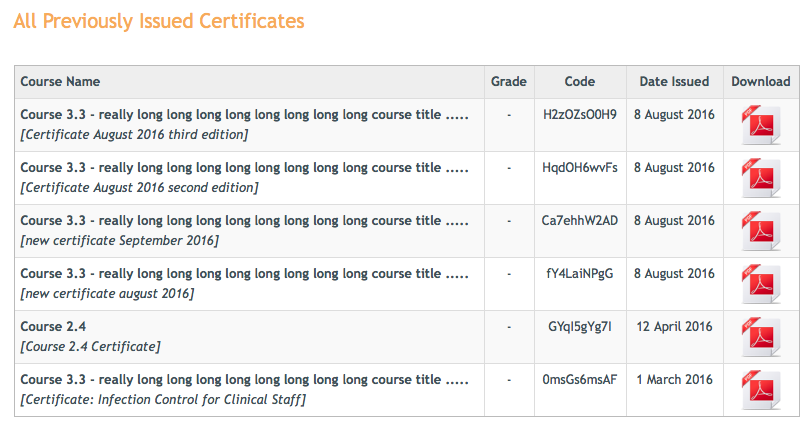 All Previously Issued Certificates
Course Name Grade Code Date Issued Download
Course 3.3 - really long long long long long long long long long course title ..... - H2zOZsO0H9 8 August 2016
[Certificate August 2016 third edition]
Course 3.3 - really long long long long long long long long long course title ..... - HqdOH6wvFs 8 August 2016
[Certificate August 2016 second edition]
Course 3.3 - really long long long long long long long long long course title ..... - Ca7ehhW2AD 8 August 2016
[new certificate September 2016]
Course 3.3 - really long long long long long long long long long course title ..... - fY4LaiNPgG 8 August 2016
[new certificate august 2016]
Course 2.4 - GYqI5gYg7I 12 April 2016
[Course 2.4 Certificate]
Course 3.3 - really long long long long long long long long long course title ..... - 0msGs6msAF 1 March 2016
[Certificate: Infection Control for Clinical Staff]